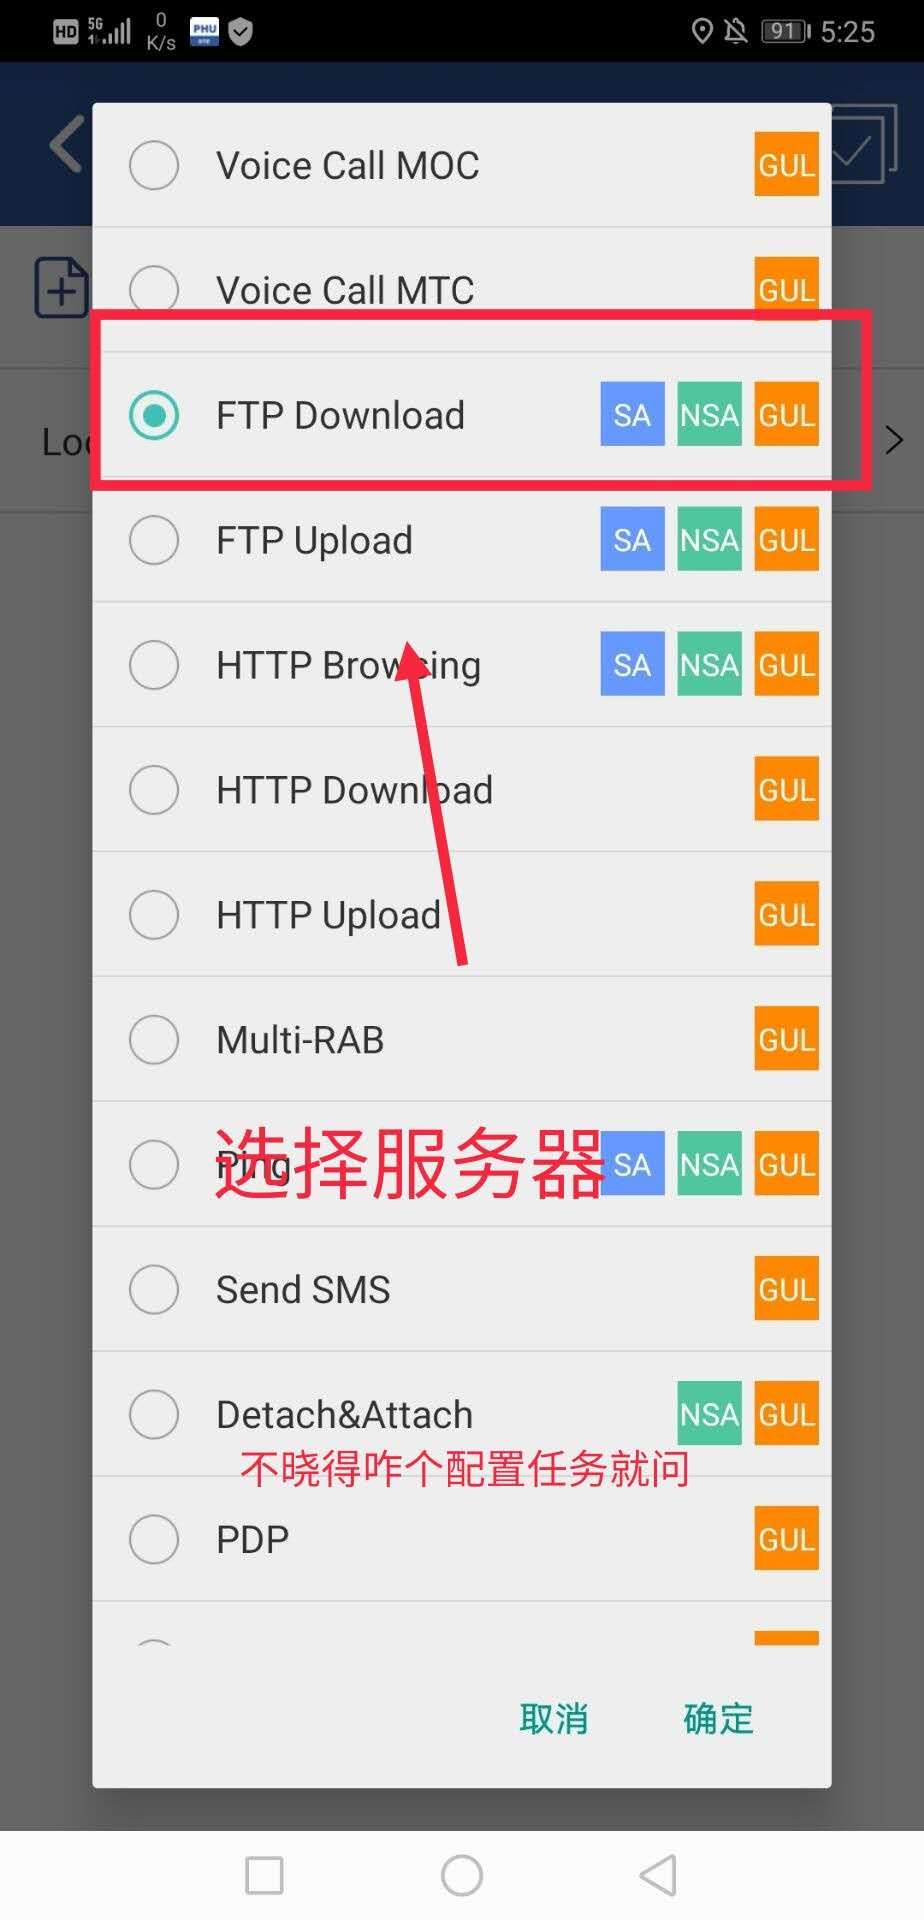 HD 5G 1 0 K/s PHU 91 5:25
Voice Call MOC GUL
Voice Call MTC GUL
FTP Download SA NSA GUL
Loc
FTP Upload SA NSA GUL
HTTP Browsing SA NSA GUL
HTTP Download GUL
HTTP Upload GUL
Multi-RAB GUL
Ping SA NSA GUL
选择服务器
Send SMS GUL
Detach&Attach NSA GUL
不晓得咋个配置任务就问
PDP GUL
取消 确定